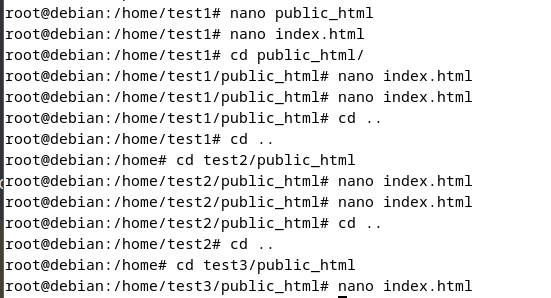 root@debian:/home/test1# nano public_html
root@debian:/home/test1# nano index.html
root@debian:/home/test1# cd public_html/
root@debian:/home/test1/public_html# nano index.html
root@debian:/home/test1/public_html# nano index.html
root@debian:/home/test1/public_html# cd ..
root@debian:/home/test1# cd ..
root@debian:/home# cd test2/public_html
root@debian:/home/test2/public_html# nano index.html
root@debian:/home/test2/public_html# nano index.html
root@debian:/home/test2/public_html# cd ..
root@debian:/home/test2# cd ..
root@debian:/home# cd test3/public_html
root@debian:/home/test3/public_html# nano index.html